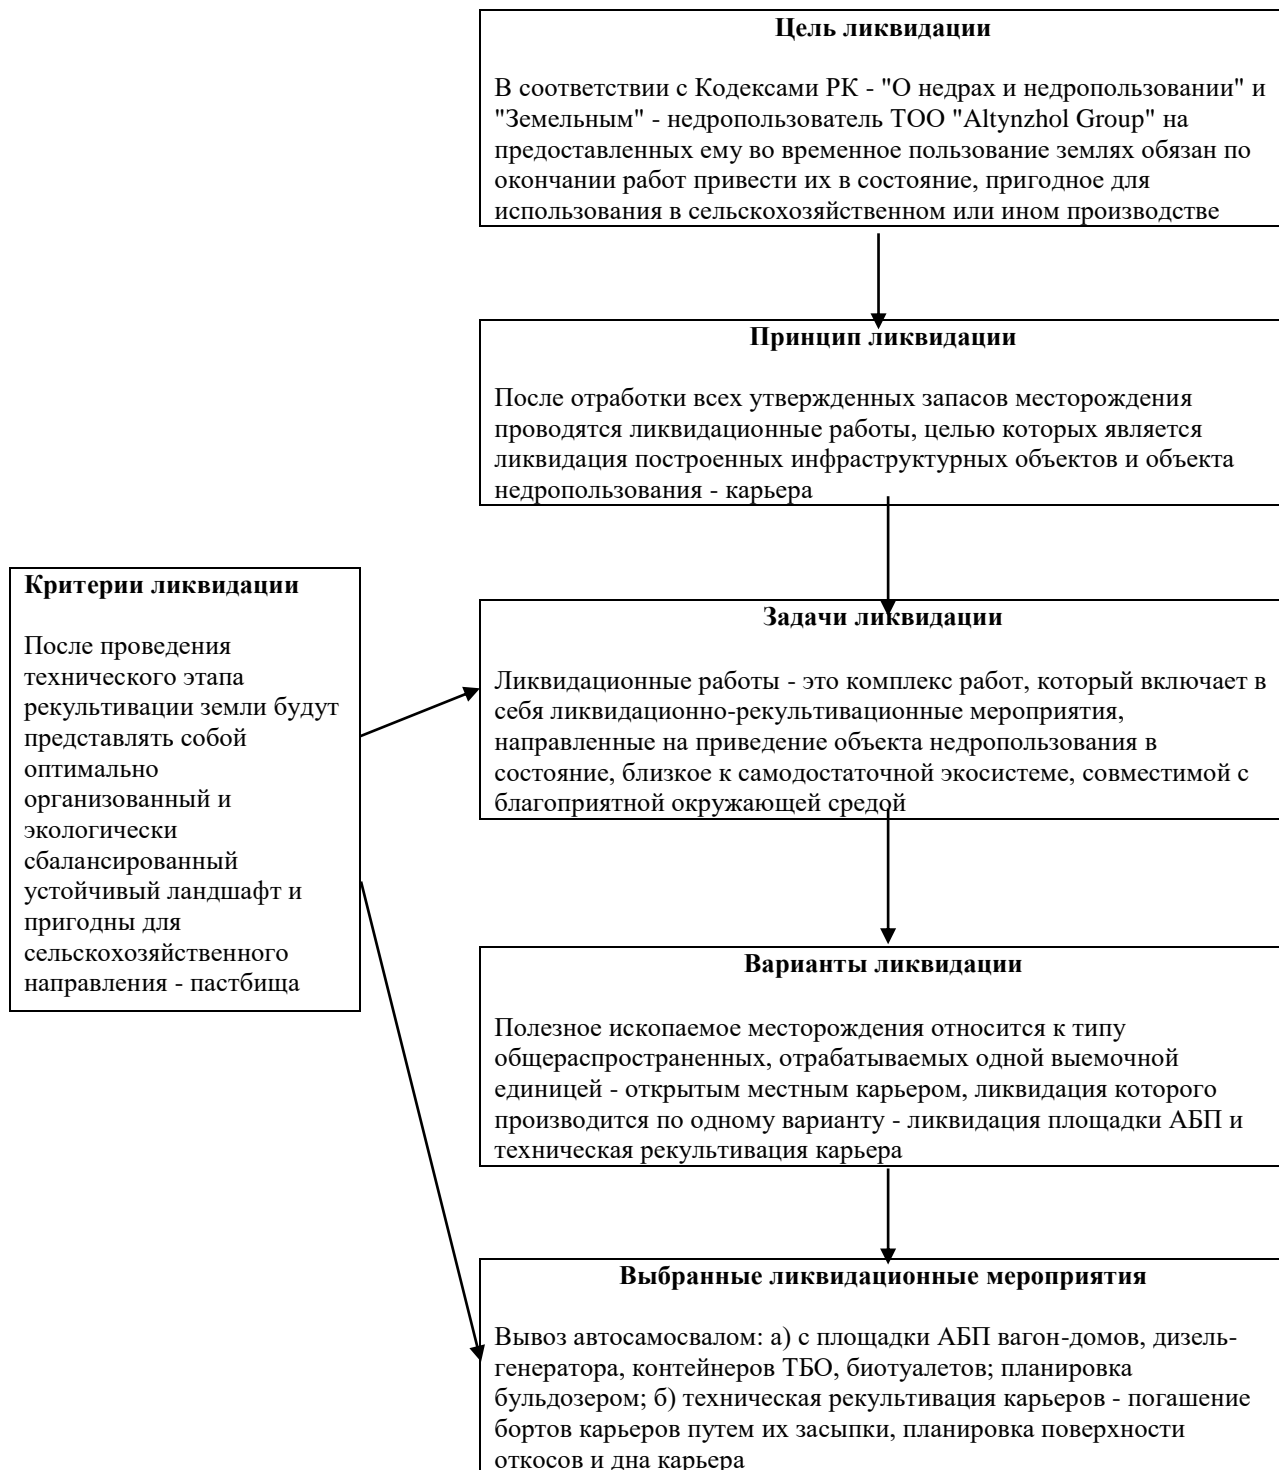 Цель ликвидации
В соответствии с Кодексами РК - "О недрах и недропользовании" и
"Земельным" - недропользователь ТОО "Altynzhol Group" на
предоставленных ему во временное пользование землях обязан по
окончании работ привести их в состояние, пригодное для
использования в сельскохозяйственном или ином производстве
Принцип ликвидации
После отработки всех утвержденных запасов месторождения
проводятся ликвидационные работы, целью которых является
ликвидация построенных инфраструктурных объектов и объекта
недропользования - карьера
Критерии ликвидации
После проведения
технического этапа
рекультивации земли будут
представлять собой
оптимально
организованный и
экологически
сбалансированный
устойчивый ландшафт и
пригодны для
сельскохозяйственного
направления - пастбища
Задачи ликвидации
Ликвидационные работы - это комплекс работ, который включает в
себя ликвидационно-рекультивационные мероприятия,
направленные на приведение объекта недропользования в
состояние, близкое к самодостаточной экосистеме, совместимой с
благоприятной окружающей средой
Варианты ликвидации
Полезное ископаемое месторождения относится к типу
общераспространенных, отрабатываемых одной выемочной
единицей - открытым местным карьером, ликвидация которого
производится по одному варианту - ликвидация площадки АБП и
техническая рекультивация карьера
Выбранные ликвидационные мероприятия
Вывоз автосамосвалом: а) с площадки АБП вагон-домов, дизель-
генератора, контейнеров ТБО, биотуалетов; планировка
бульдозером; б) техническая рекультивация карьеров - погашение
бортов карьеров путем их засыпки, планировка поверхности
откосов и дна карьера